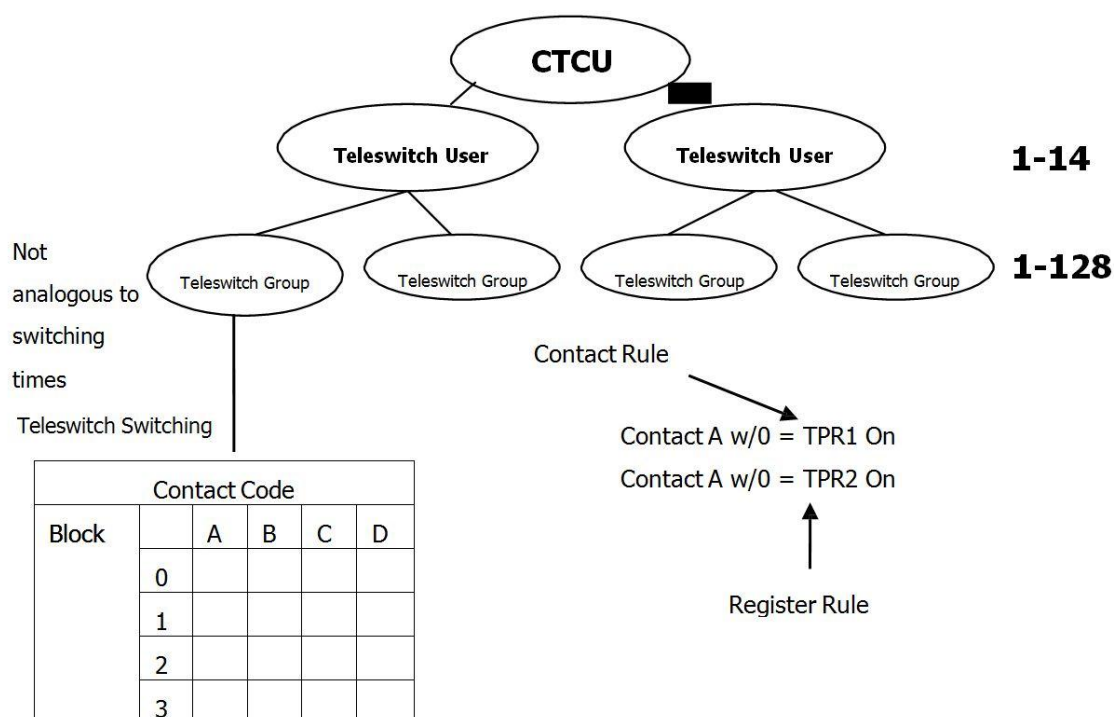 CTCU
Teleswitch User
Teleswitch User
1-14
Teleswitch Group
Teleswitch Group
Teleswitch Group
Teleswitch Group
1-128
Not
analogous to
switching
times
Teleswitch Switching
Contact Rule
Contact A w/0 = TPR1 On
Contact A w/0 = TPR2 On
Register Rule
Contact Code
Block A B C D
0
1
2
3